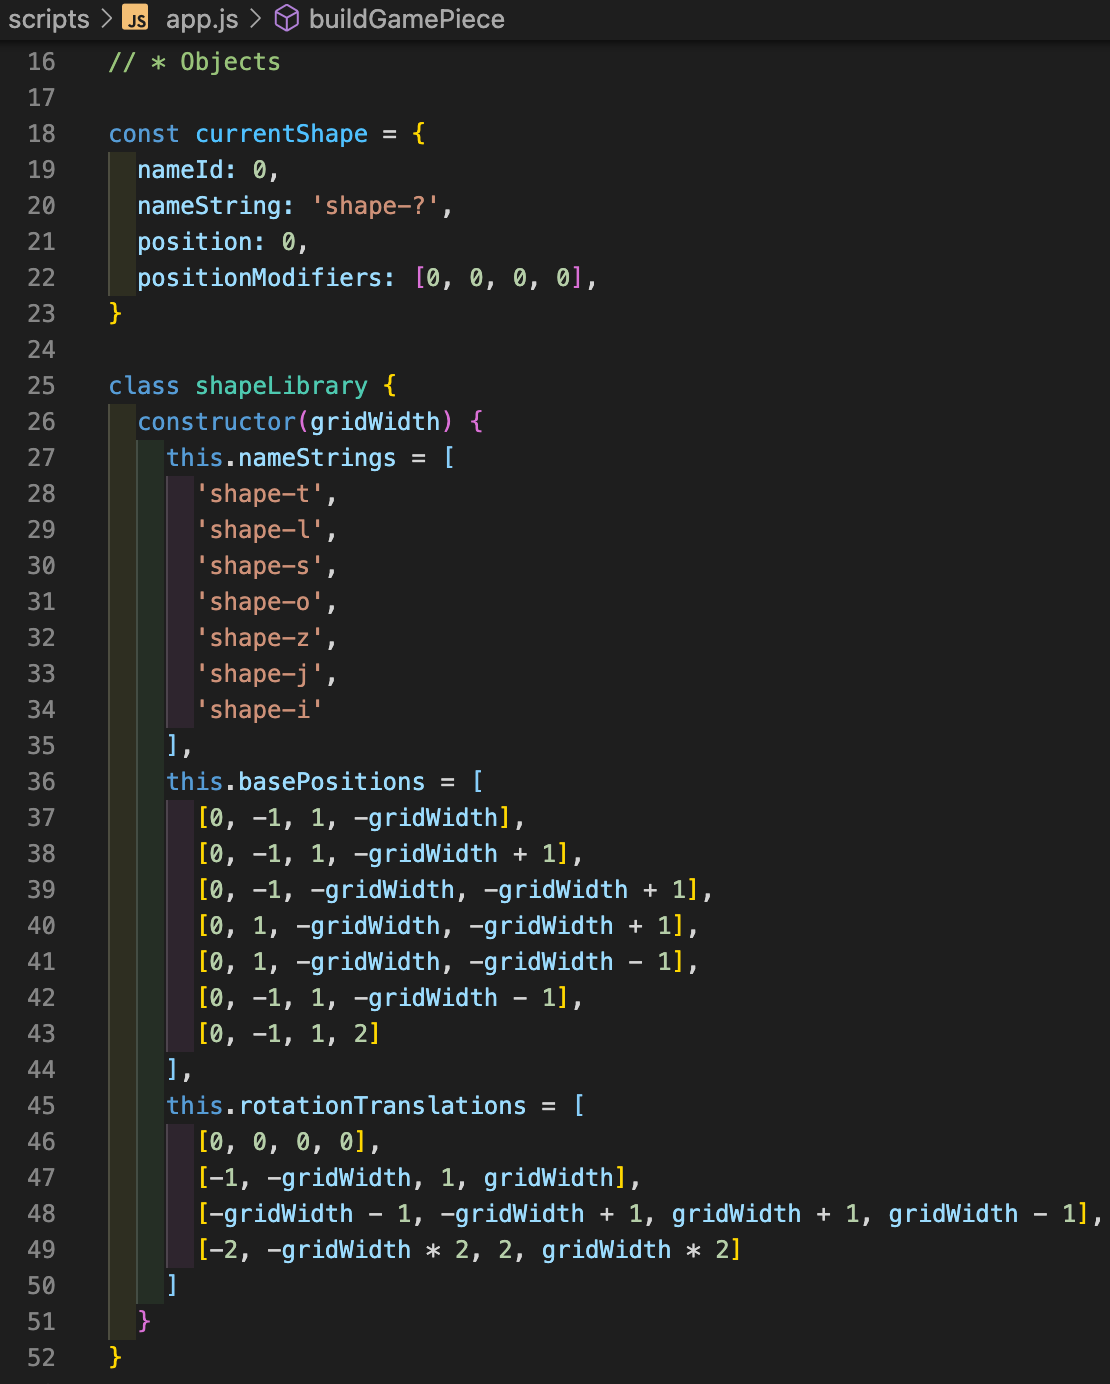 scripts > JS app.js > buildGamePiece
16 // * Objects
17
18 const currentShape = {
19 nameId: 0,
20 nameString: 'shape-?',
21 position: 0,
22 positionModifiers: [0, 0, 0, 0],
23 }
24
25 class shapeLibrary {
26 constructor(gridWidth) {
27 this.nameStrings = [
28 'shape-t',
29 'shape-l',
30 'shape-s',
31 'shape-o',
32 'shape-z',
33 'shape-j',
34 'shape-i'
35 ],
36 this.basePositions = [
37 [0, -1, 1, -gridWidth],
38 [0, -1, 1, -gridWidth + 1],
39 [0, -1, -gridWidth, -gridWidth + 1],
40 [0, 1, -gridWidth, -gridWidth + 1],
41 [0, 1, -gridWidth, -gridWidth - 1],
42 [0, -1, 1, -gridWidth - 1],
43 [0, -1, 1, 2]
44 ],
45 this.rotationTranslations = [
46 [0, 0, 0, 0],
47 [-1, -gridWidth, 1, gridWidth],
48 [-gridWidth - 1, -gridWidth + 1, gridWidth + 1, gridWidth - 1],
49 [-2, -gridWidth * 2, 2, gridWidth * 2]
50 ]
51 }
52 }